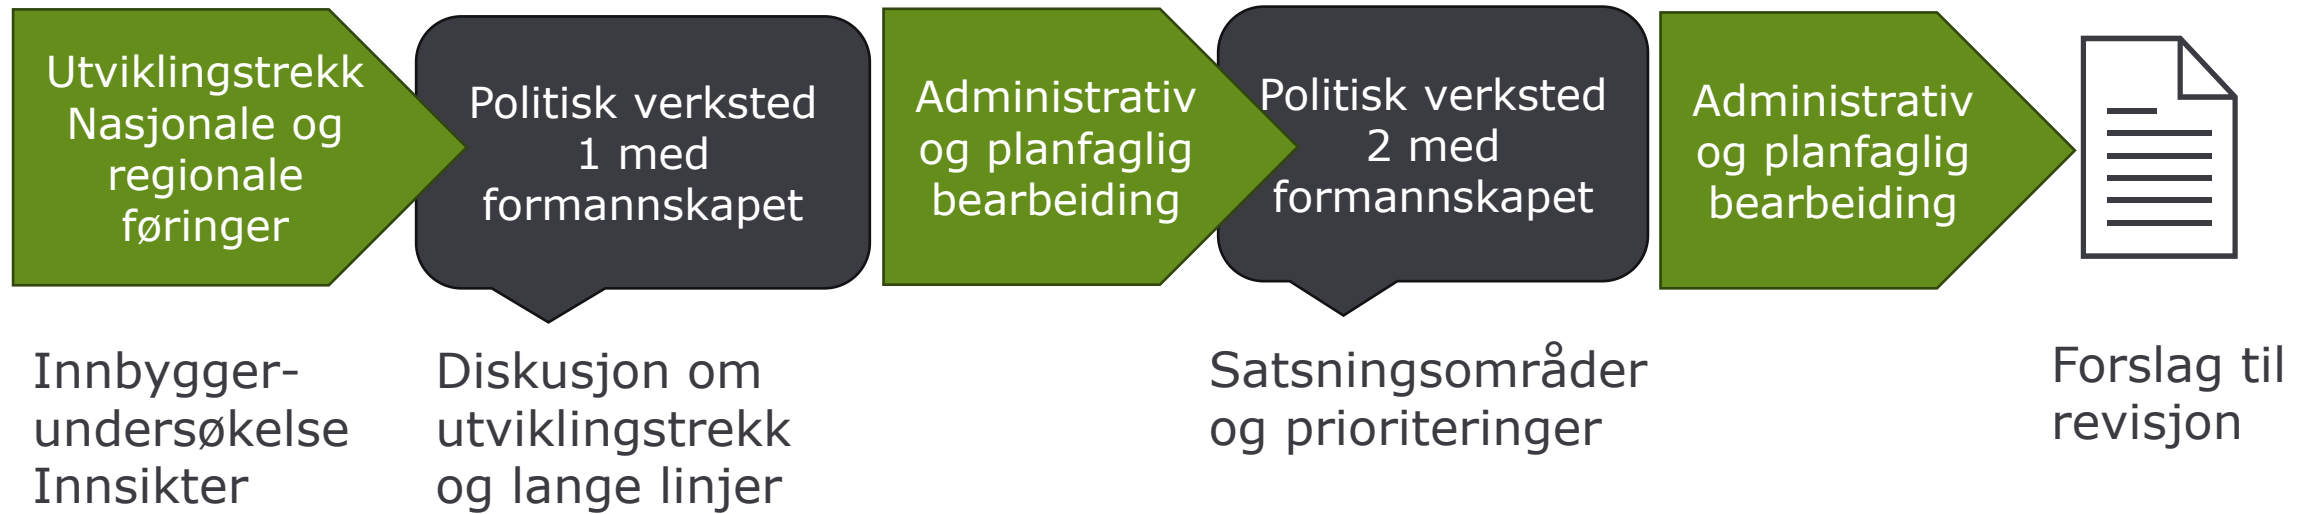 Utviklingstrekk
Nasjonale og
regionale
føringer
Politisk verksted
1 med
formannskapet
Administrativ
og planfaglig
bearbeiding
Politisk verksted
2 med
formannskapet
Administrativ
og planfaglig
bearbeiding
Innbygger-
undersøkelse
Innsikter
Diskusjon om
utviklingstrekk
og lange linjer
Satsningsområder
og prioriteringer
Forslag til
revisjon